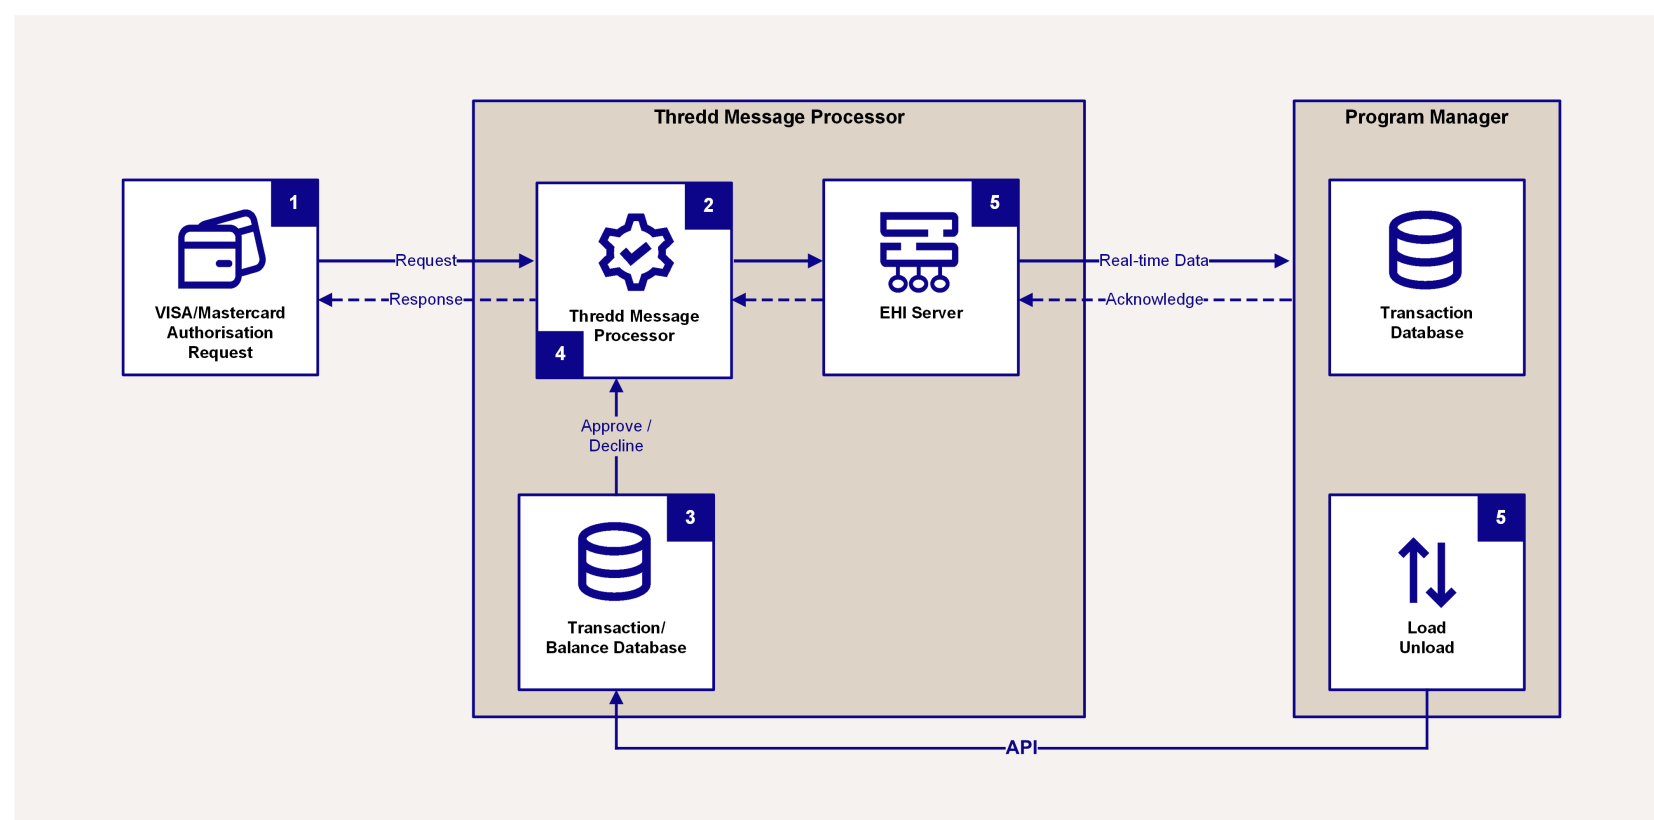 Thredd Message Processor
Program Manager
1
VISA/Mastercard
Authorisation
Request
Request
Response
2
Thredd Message
Processor
4
5
EHI Server
Real-time Data
Acknowledge
Transaction
Database
Approve /
Decline
3
Transaction/
Balance Database
5
Load
Unload
API